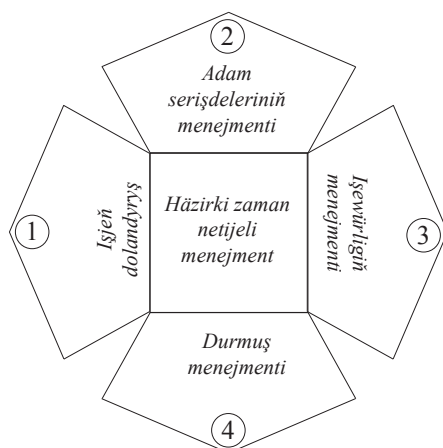 2
Adam
serişdeleriniň
menejmenti
1
Işjeň
dolandyryş
Häzirki zaman
netijeli
menejment
Işewürligiň
menejmenti
3
Durmuş
menejmenti
4